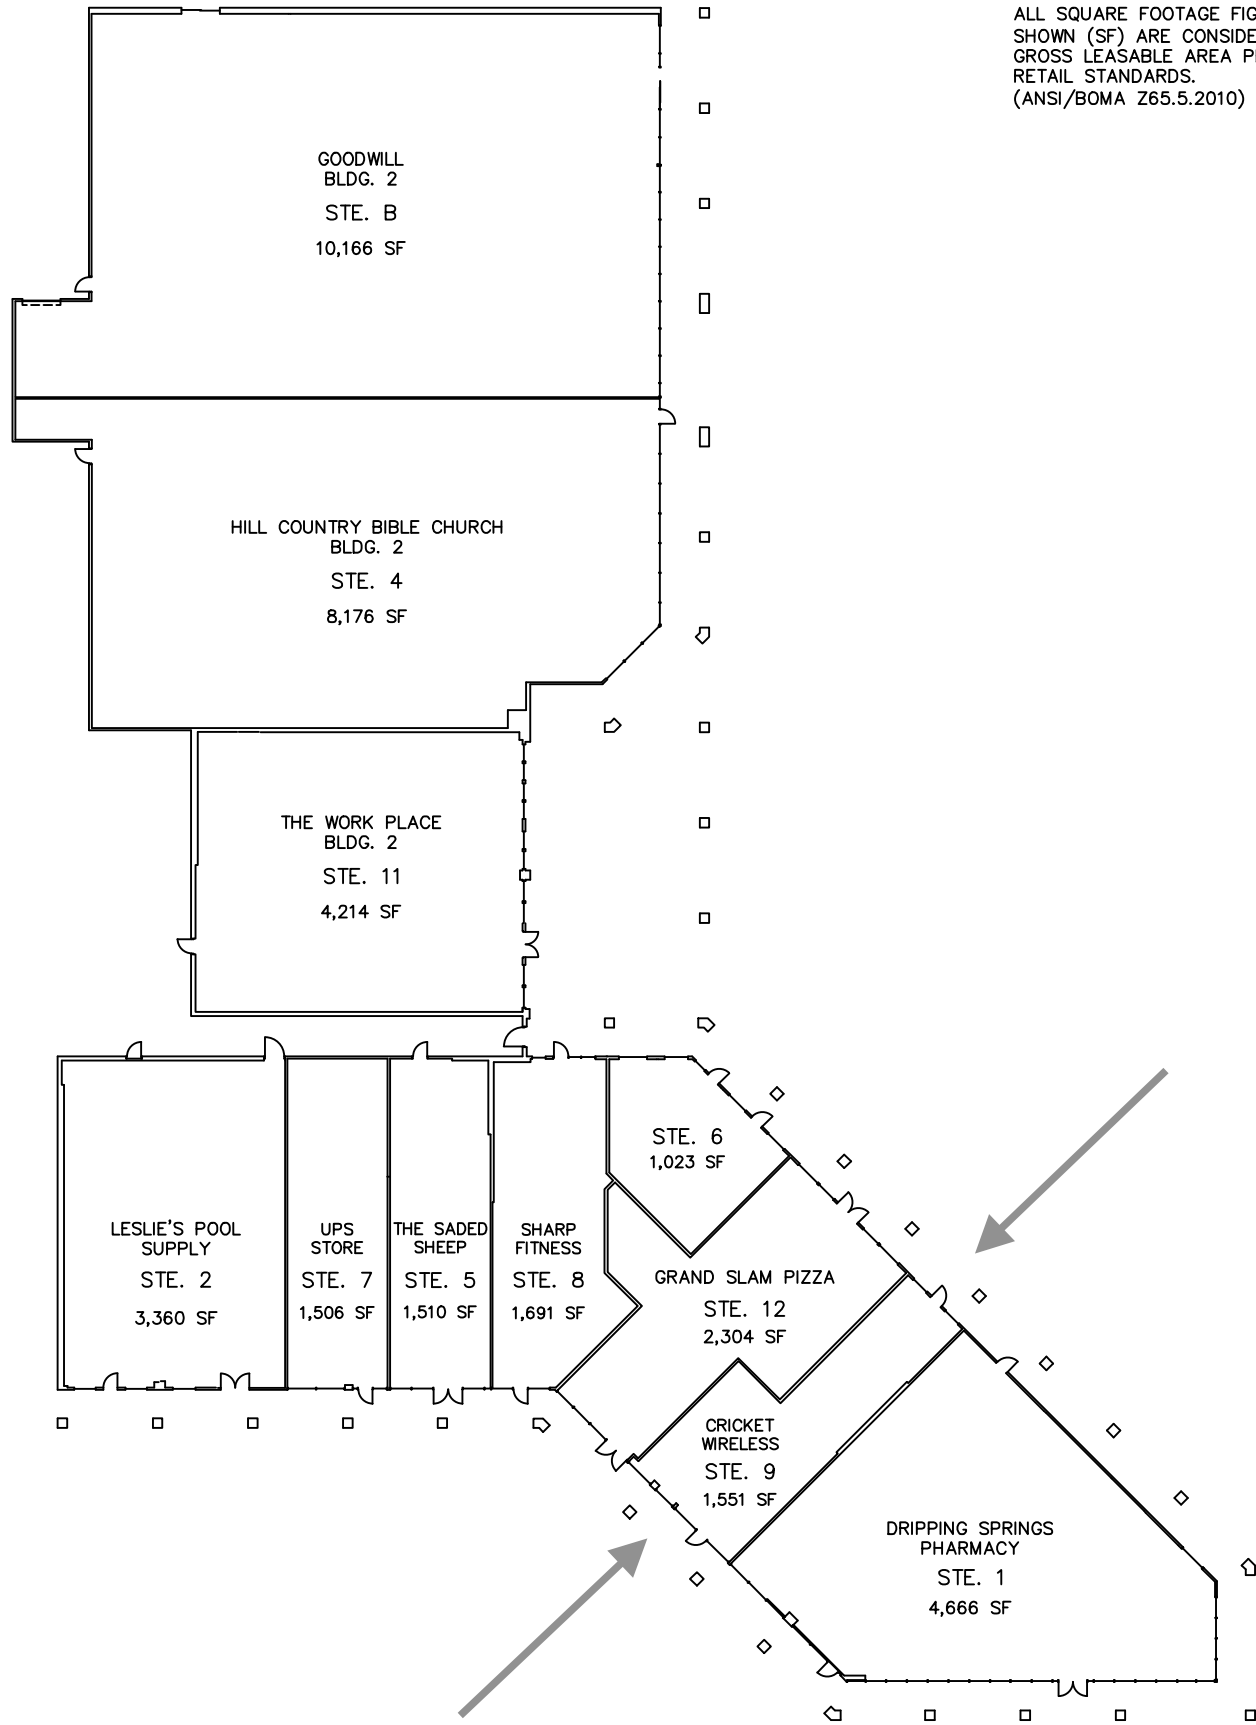 ALL SQUARE FOOTAGE FIG
SHOWN (SF) ARE CONSIDE
GROSS LEASABLE AREA P
RETAIL STANDARDS.
(ANSI/BOMA Z65.5.2010)
GOODWILL
BLDG. 2
STE. B
10,166 SF
HILL COUNTRY BIBLE CHURCH
BLDG. 2
STE. 4
8,176 SF
THE WORK PLACE
BLDG. 2
STE. 11
4,214 SF
STE. 6
1,023 SF
LESLIE'S POOL
SUPPLY
STE. 2
3,360 SF
UPS
STORE
STE. 7
1,506 SF
THE SADED
SHEEP
STE. 5
1,510 SF
SHARP
FITNESS
STE. 8
1,691 SF
GRAND SLAM PIZZA
STE. 12
2,304 SF
CRICKET
WIRELESS
STE. 9
1,551 SF
DRIPPING SPRINGS
PHARMACY
STE. 1
4,666 SF